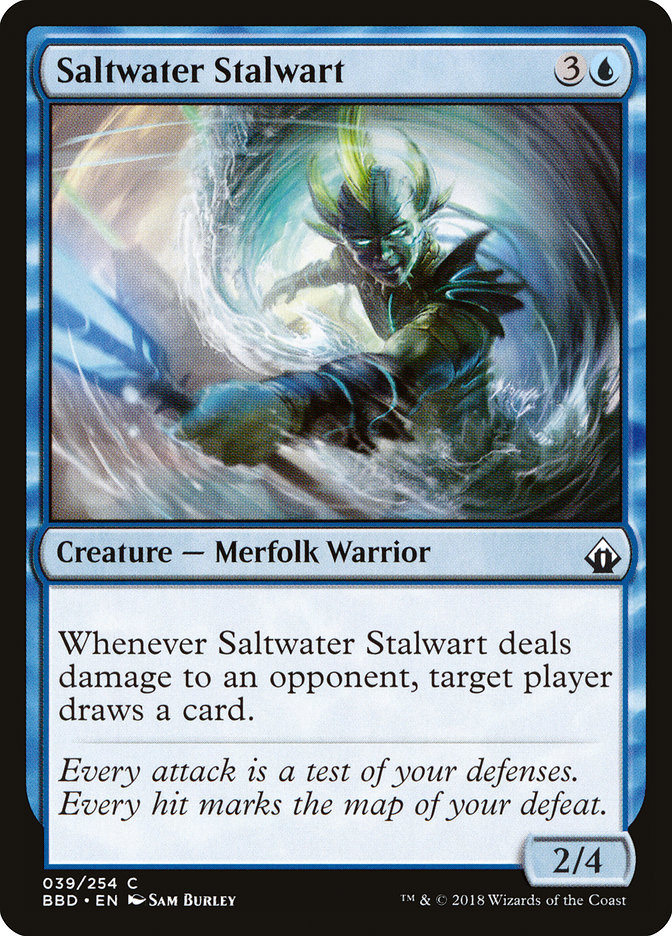 Saltwater Stalwart 3
Creature — Merfolk Warrior
Whenever Saltwater Stalwart deals
damage to an opponent, target player
draws a card.
Every attack is a test of your defenses.
Every hit marks the map of your defeat.
2/4
039/254 C
BBD • EN Sam Burley
™ & © 2018 Wizards of the Coast